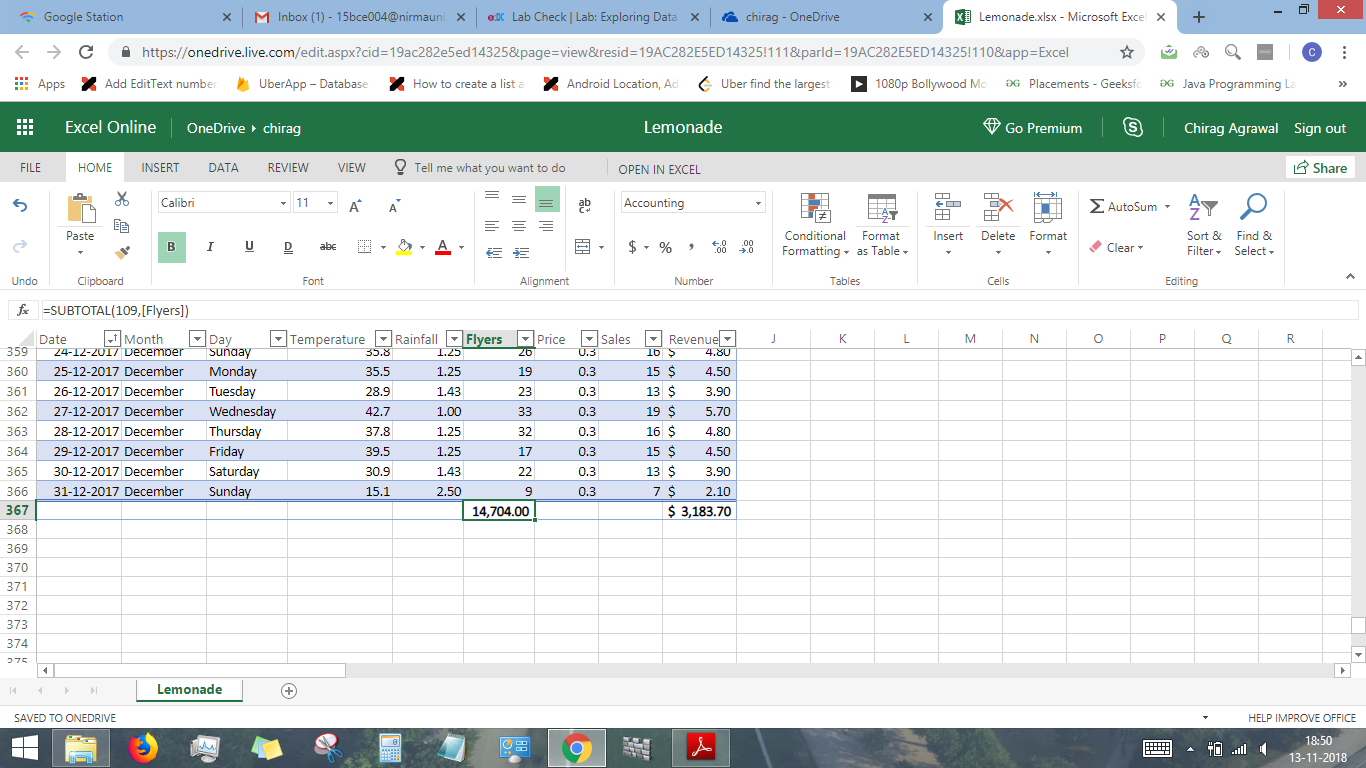 Google Station Inbox (1) - 15bce004@nirmauni eдX Lab Check | Lab: Exploring Data chirag - OneDrive Lemonade.xlsx - Microsoft Exce
https://onedrive.live.com/edit.aspx?cid=19ac282e5ed14325&page=view&resid=19AC282E5ED14325!111&parId=19AC282E5ED14325!110&app=Excel C
Apps Add EditText number UberApp – Database How to create a list a Android Location, Ad Uber find the largest 1080p Bollywood Mo Placements - Geeksfo Java Programming La »
Excel Online OneDrive chirag Lemonade Go Premium Chirag Agrawal Sign out
FILE HOME INSERT DATA REVIEW VIEW Tell me what you want to do OPEN IN EXCEL Share
Calibri 11 A A ab Accounting AutoSum
Paste B I U D abc A $ % , .00 .00 Conditional Formatting Format as Table Insert Delete Format Clear Sort & Filter Find & Select
Undo Clipboard Font Alignment Number Tables Cells Editing
fx =SUBTOTAL(109,[Flyers])
Date Month Day Temperature Rainfall Flyers Price Sales Revenue J K L M N O P Q R
359 24-12-2017 December Sunday 35.8 1.25 26 0.3 16 $ 4.80
360 25-12-2017 December Monday 35.5 1.25 19 0.3 15 $ 4.50
361 26-12-2017 December Tuesday 28.9 1.43 23 0.3 13 $ 3.90
362 27-12-2017 December Wednesday 42.7 1.00 33 0.3 19 $ 5.70
363 28-12-2017 December Thursday 37.8 1.25 32 0.3 16 $ 4.80
364 29-12-2017 December Friday 39.5 1.25 17 0.3 15 $ 4.50
365 30-12-2017 December Saturday 30.9 1.43 22 0.3 13 $ 3.90
366 31-12-2017 December Sunday 15.1 2.50 9 0.3 7 $ 2.10
367 14,704.00 $ 3,183.70
368
369
370
371
372
373
374
375
Lemonade
SAVED TO ONEDRIVE HELP IMPROVE OFFICE
18:50
13-11-2018